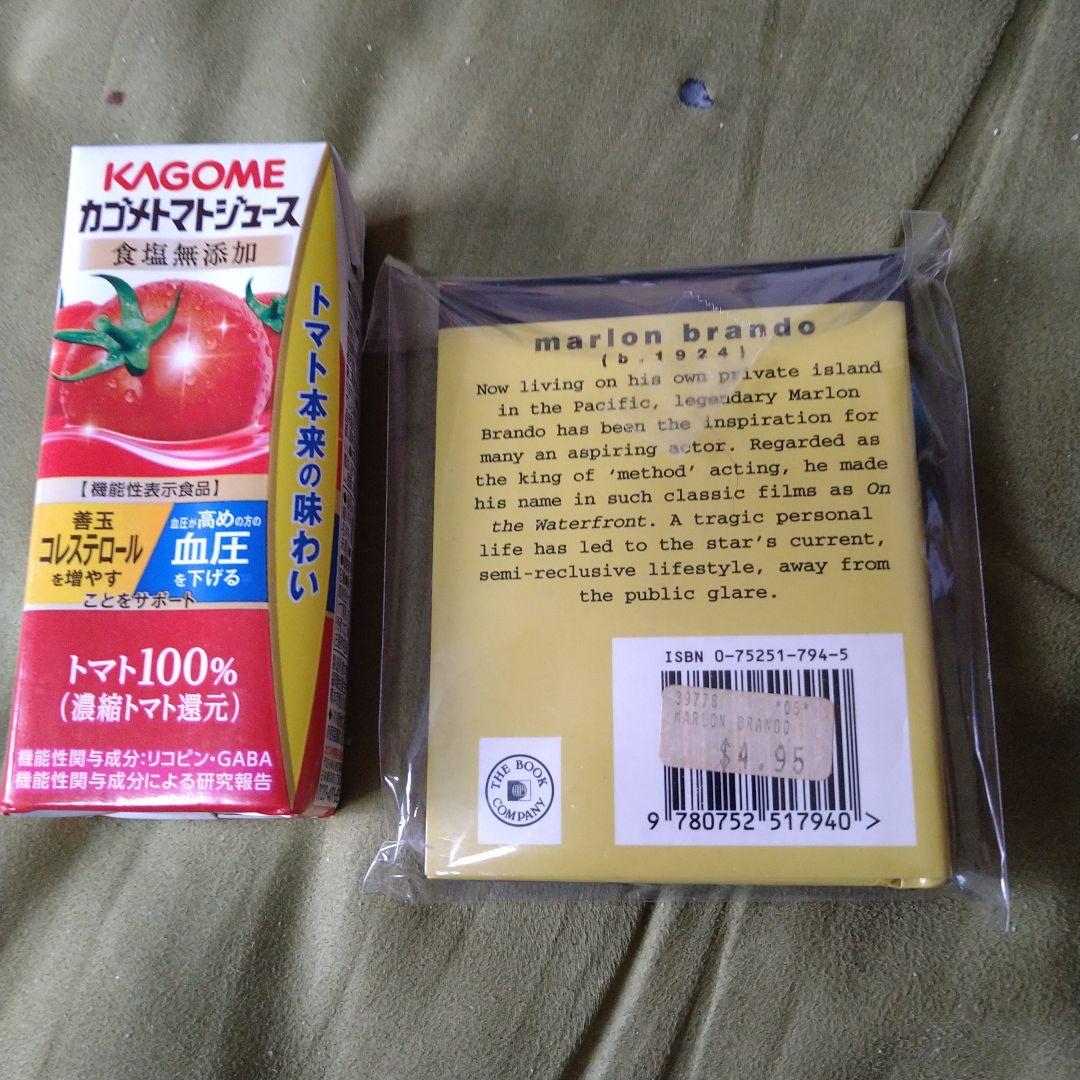 KAGOME
カゴメトマトジュース
食塩無添加
トマト本来の味わい
【機能性表示食品】
善玉
コレステロール
を増やす
血圧が高めの方の
血圧
を下げる
ことをサポート
トマト100%
(濃縮トマト還元)
機能性関与成分:リコピン・GABA
機能性関与成分による研究報告
marlon brando
(b.1924)
Now living on his own private island
in the Pacific, legendary Marlon
Brando has been the inspiration for
many an aspiring actor. Regarded as
the king of ‘method’ acting, he made
his name in such classic films as On
the Waterfront. A tragic personal
life has led to the star’s current,
semi-reclusive lifestyle, away from
the public glare.
ISBN 0-75251-794-5
39778 *05*
MARLON BRANDO
$4.95
9 780752 517940 >
THE BOOK
COMPANY